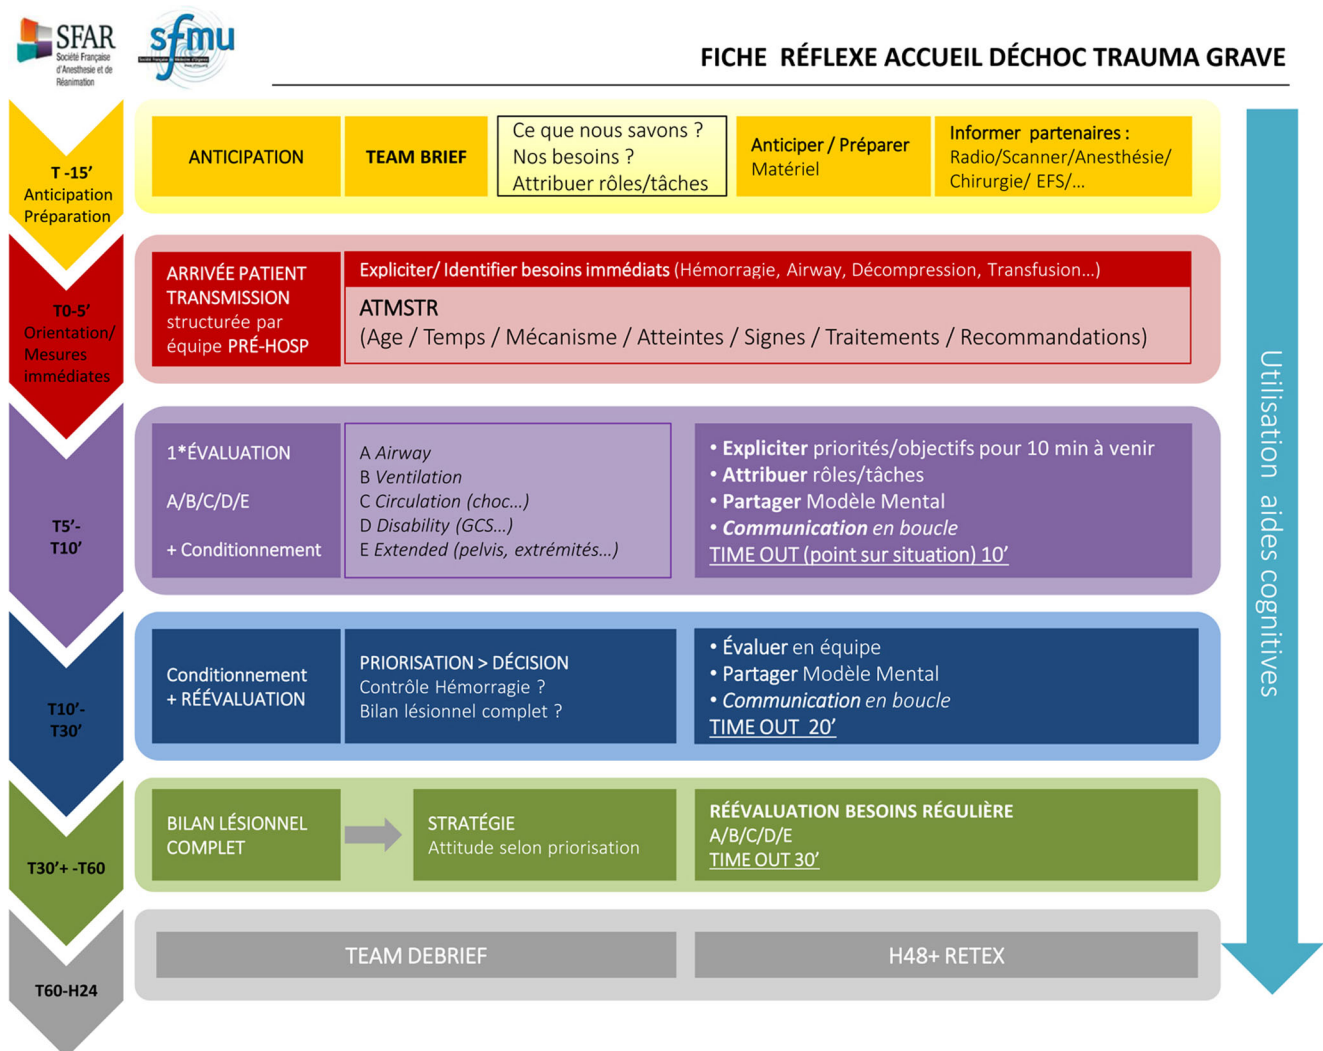 SFAR
Société Française
d'Anesthésie et de
Réanimation
sfmu
FICHE RÉFLEXE ACCUEIL DÉCHOC TRAUMA GRAVE
T -15'
Anticipation
Préparation
ANTICIPATION
TEAM BRIEF
Ce que nous savons ?
Nos besoins ?
Attribuer rôles/tâches
Anticiper / Préparer
Matériel
Informer partenaires :
Radio/Scanner/Anesthésie/
Chirurgie/ EFS/...
T0-5'
Orientation/
Mesures
immédiates
ARRIVÉE PATIENT
TRANSMISSION
structurée par
équipe PRÉ-HOSP
Expliciter/ Identifier besoins immédiats (Hémorragie, Airway, Décompression, Transfusion...)
ATMSTR
(Age / Temps / Mécanisme / Atteintes / Signes / Traitements / Recommandations)
T5'-
T10'
1*ÉVALUATION
A/B/C/D/E
+ Conditionnement
A Airway
B Ventilation
C Circulation (choc...)
D Disability (GCS...)
E Extended (pelvis, extrémités...)
• Expliciter priorités/objectifs pour 10 min à venir
• Attribuer rôles/tâches
• Partager Modèle Mental
• Communication en boucle
TIME OUT (point sur situation) 10'
T10'-
T30'
Conditionnement
+ RÉÉVALUATION
PRIORISATION > DÉCISION
Contrôle Hémorragie ?
Bilan lésionnel complet ?
• Évaluer en équipe
• Partager Modèle Mental
• Communication en boucle
TIME OUT 20'
T30'+ -T60
BILAN LÉSIONNEL
COMPLET
STRATÉGIE
Attitude selon priorisation
RÉÉVALUATION BESOINS RÉGULIÈRE
A/B/C/D/E
TIME OUT 30'
T60-H24
TEAM DEBRIEF
H48+ RETEX
Utilisation aides cognitives